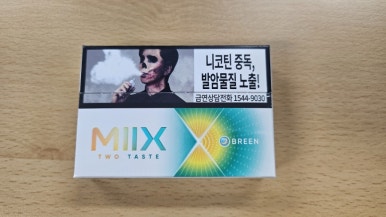 니코틴 중독,
발암물질 노출!
금연상담전화 1544-9030
MIIX
TWO TASTE
BREEN